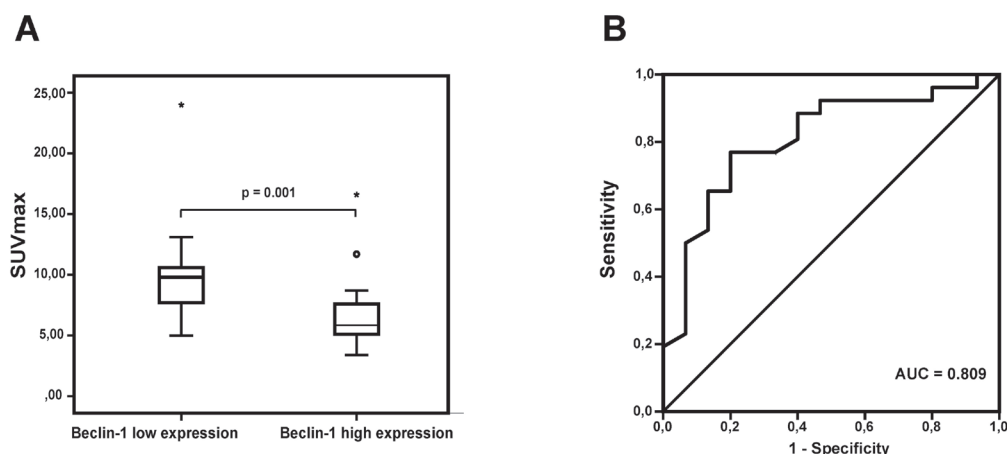 A
B
25,00
20,00
15,00
10,00
5,00
,00
SUVmax
p = 0.001
*
*
Beclin-1 low expression
Beclin-1 high expression
1,0
0,8
0,6
0,4
0,2
0,0
Sensitivity
AUC = 0.809
0,0 0,2 0,4 0,6 0,8 1,0
1 - Specificity